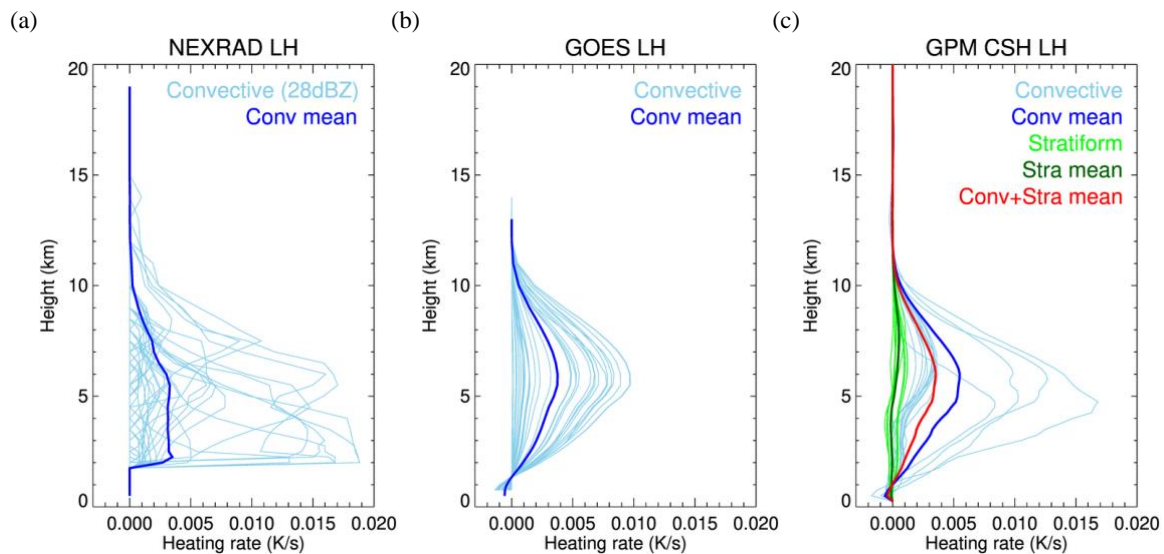 (a)
NEXRAD LH
20
15
10
5
0
Height (km)
Convective (28dBZ)
Conv mean
0.000 0.005 0.010 0.015 0.020
Heating rate (K/s)
(b)
GOES LH
20
15
10
5
0
Height (km)
Convective
Conv mean
0.000 0.005 0.010 0.015 0.020
Heating rate (K/s)
(c)
GPM CSH LH
20
15
10
5
0
Height (km)
Convective
Conv mean
Stratiform
Stra mean
Conv+Stra mean
0.000 0.005 0.010 0.015 0.020
Heating rate (K/s)